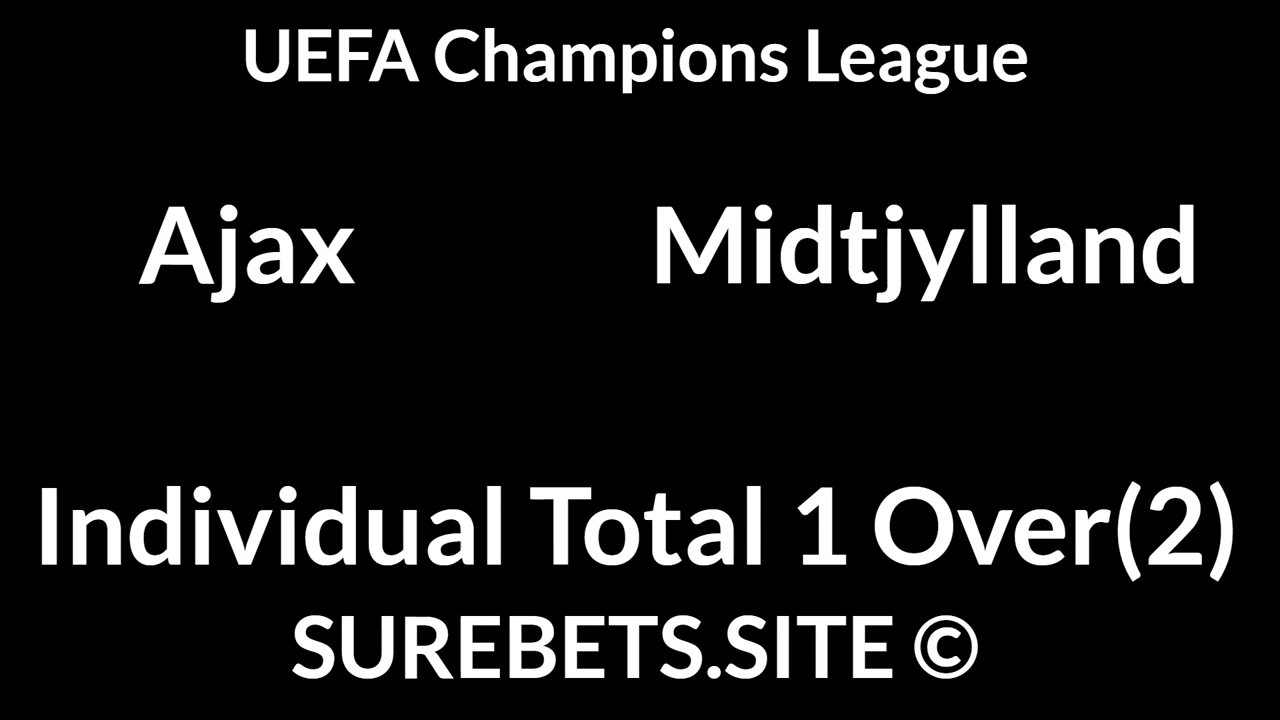 UEFA Champions League
Ajax Midtjylland
Individual Total 1 Over(2)
SUREBETS.SITE ©